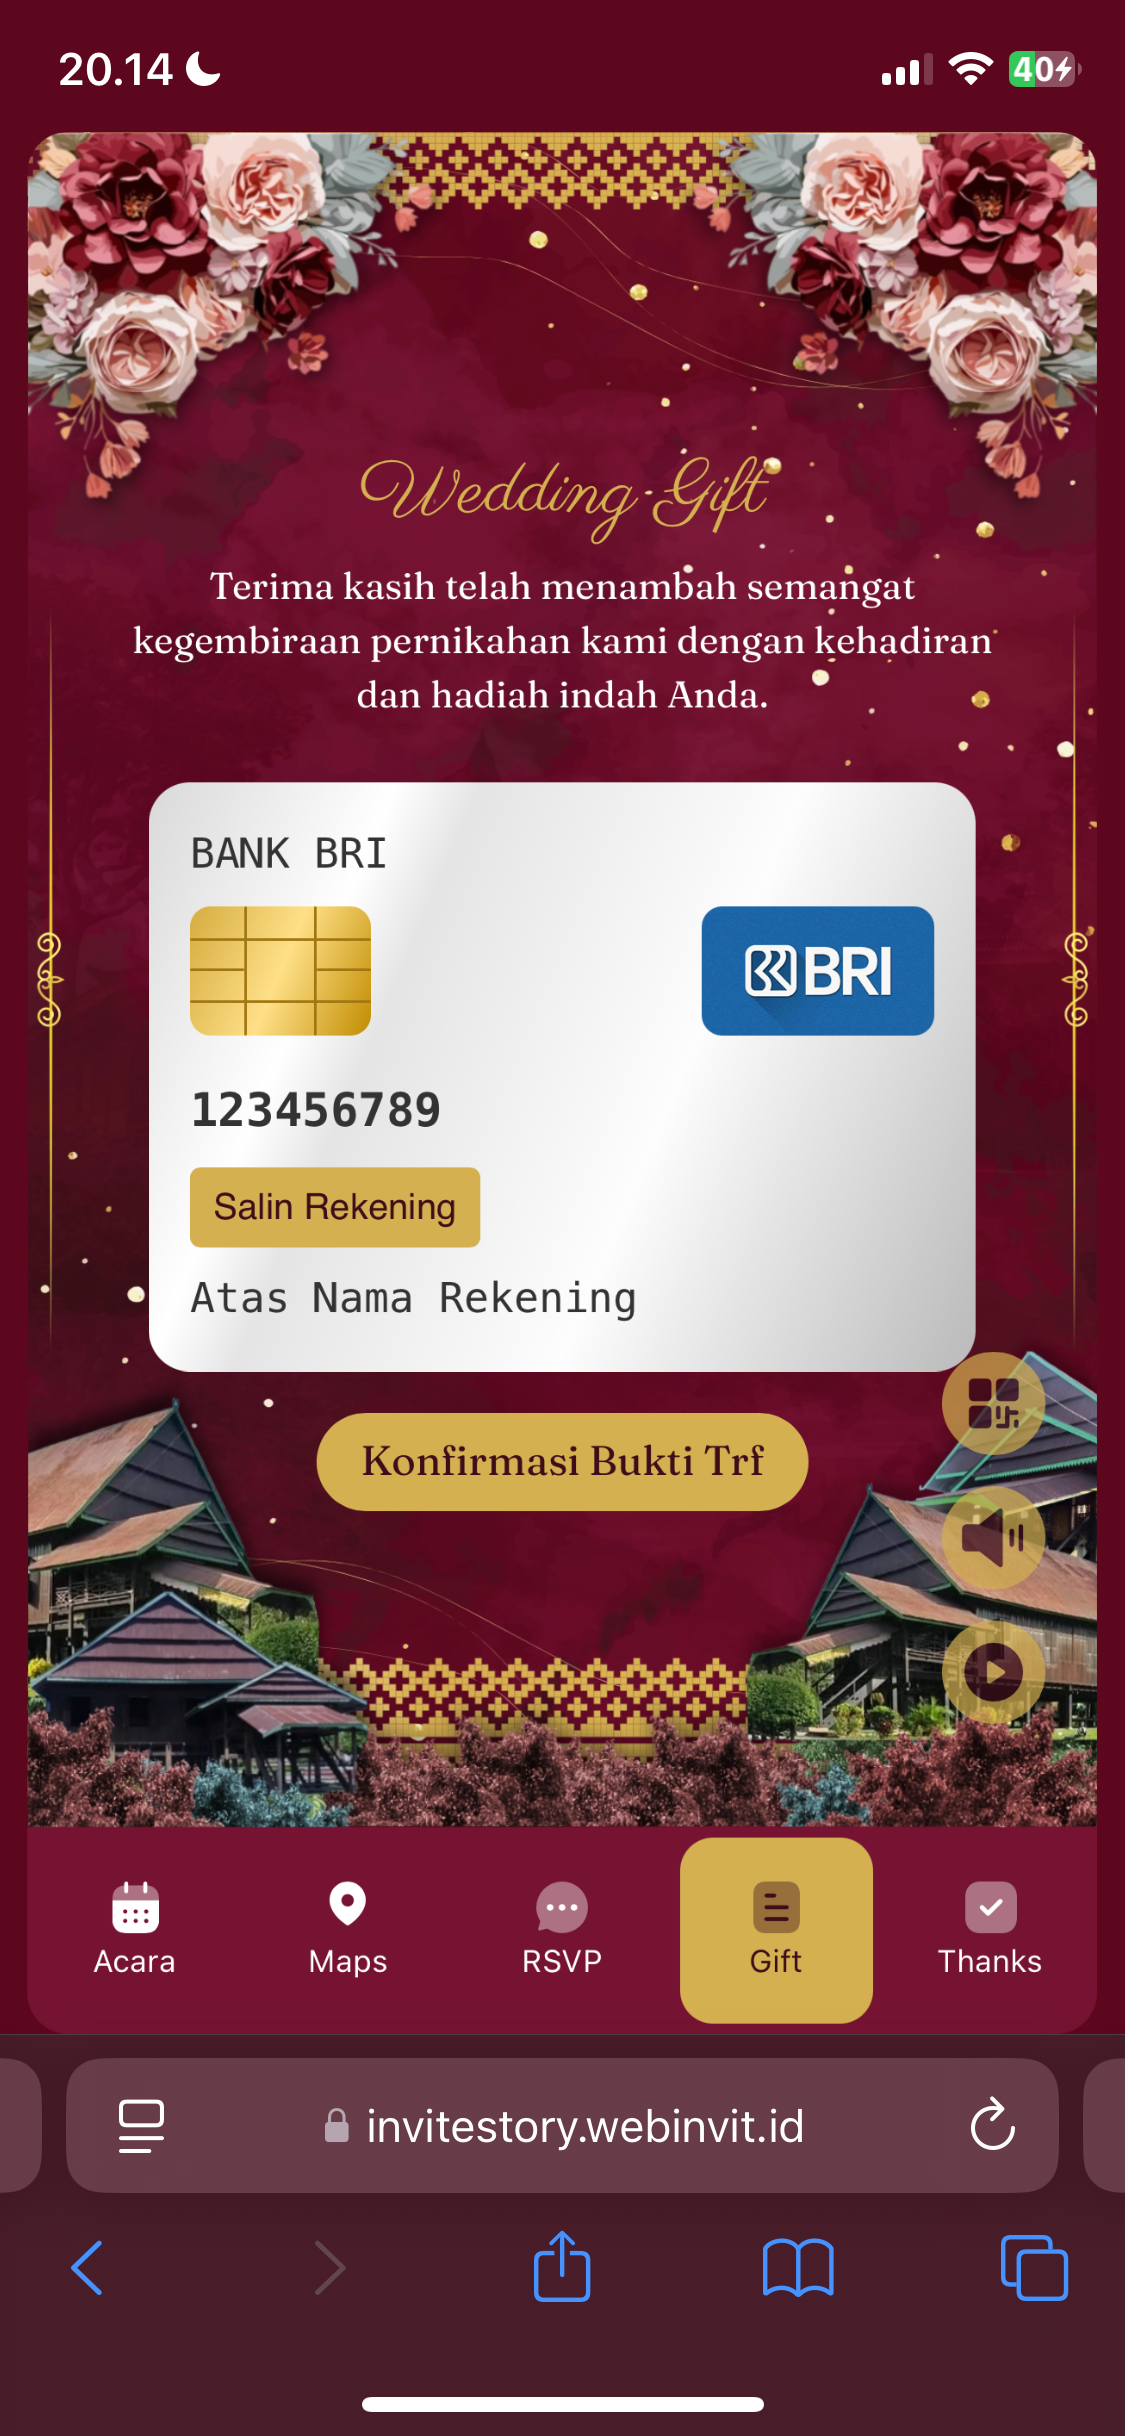 20.14
40
Wedding Gift
Terima kasih telah menambah semangat
kegembiraan pernikahan kami dengan kehadiran
dan hadiah indah Anda.
BANK BRI
BRI
123456789
Salin Rekening
Atas Nama Rekening
Konfirmasi Bukti Trf
Acara Maps RSVP Gift Thanks
invitestory.webinvit.id